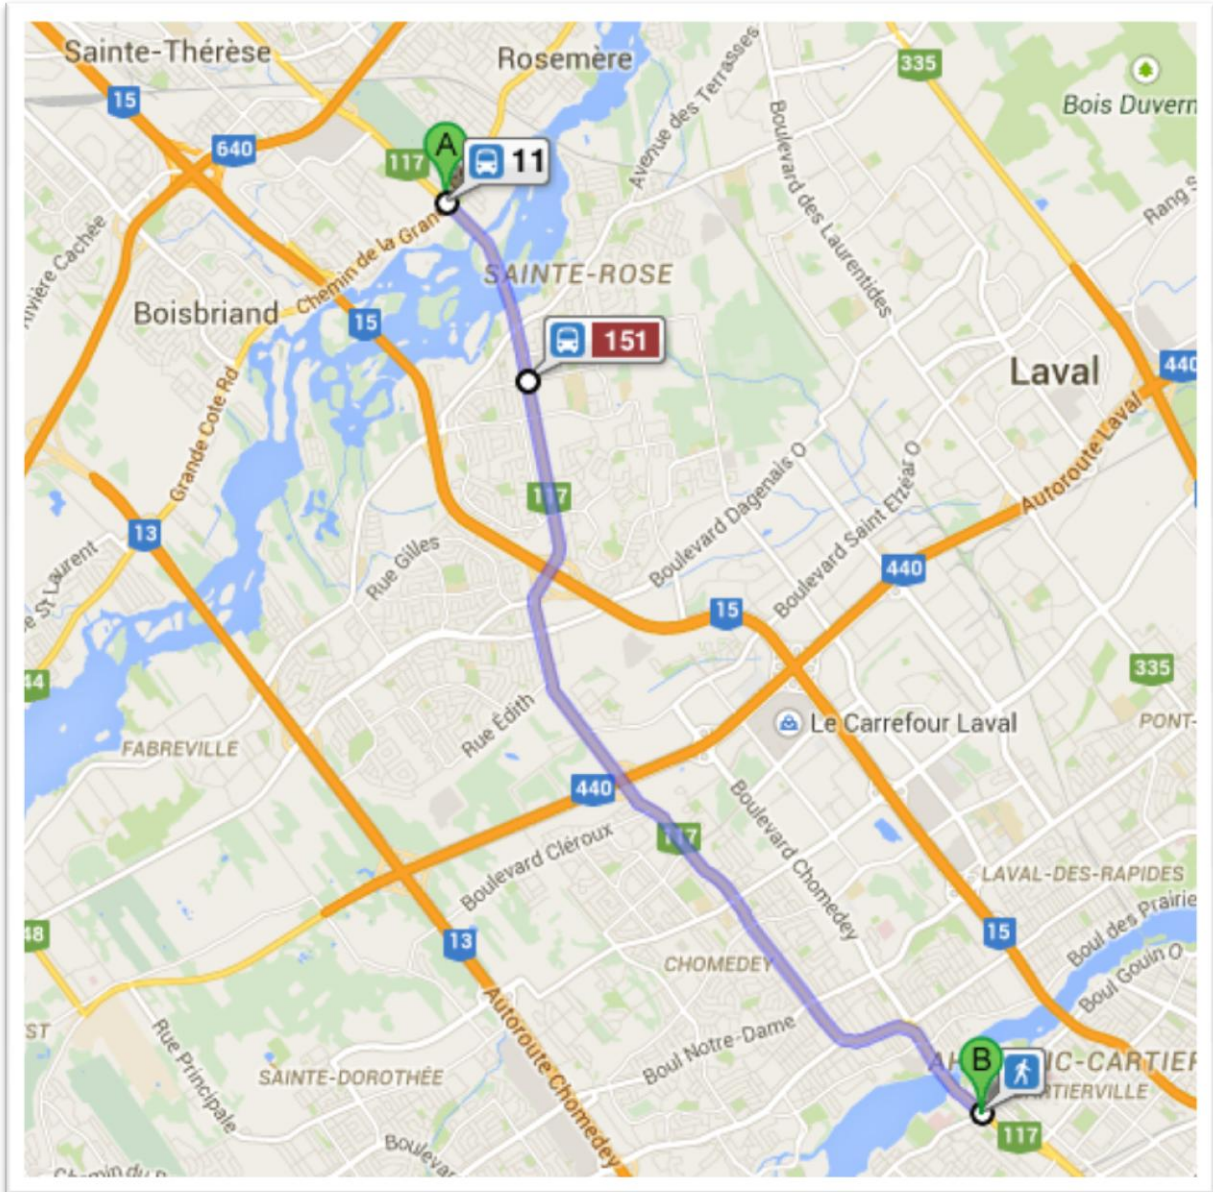 Sainte-Thérèse
Rosemère
335
15
Bois Duvern
640
117
A
11
Avenue des Terrasses
Boulevard des Laurentides
Rang S
Rivière Cachée
Chemin de la Gran
SAINTE-ROSE
Boisbriand
15
151
Laval
440
Grande Cote Rd
Autoroute Laval
117
Boulevard Dagenais O
Boulevard Saint Elzéar O
13
Rue Gilles
440
St Laurent
15
335
44
Rue Édith
Le Carrefour Laval
PONT-
FABREVILLE
440
117
Boulevard Chomedey
Boulevard Cléroux
LAVAL-DES-RAPIDES
48
13
15
Boul des Prairie
CHOMEDEY
Boul Gouin O
ST
Autoroute Chomedey
Rue Principale
Boul Notre-Dame
B
IC-CARTIER
SAINTE-DOROTHÉE
RTIERVILLE
117
Boulevar